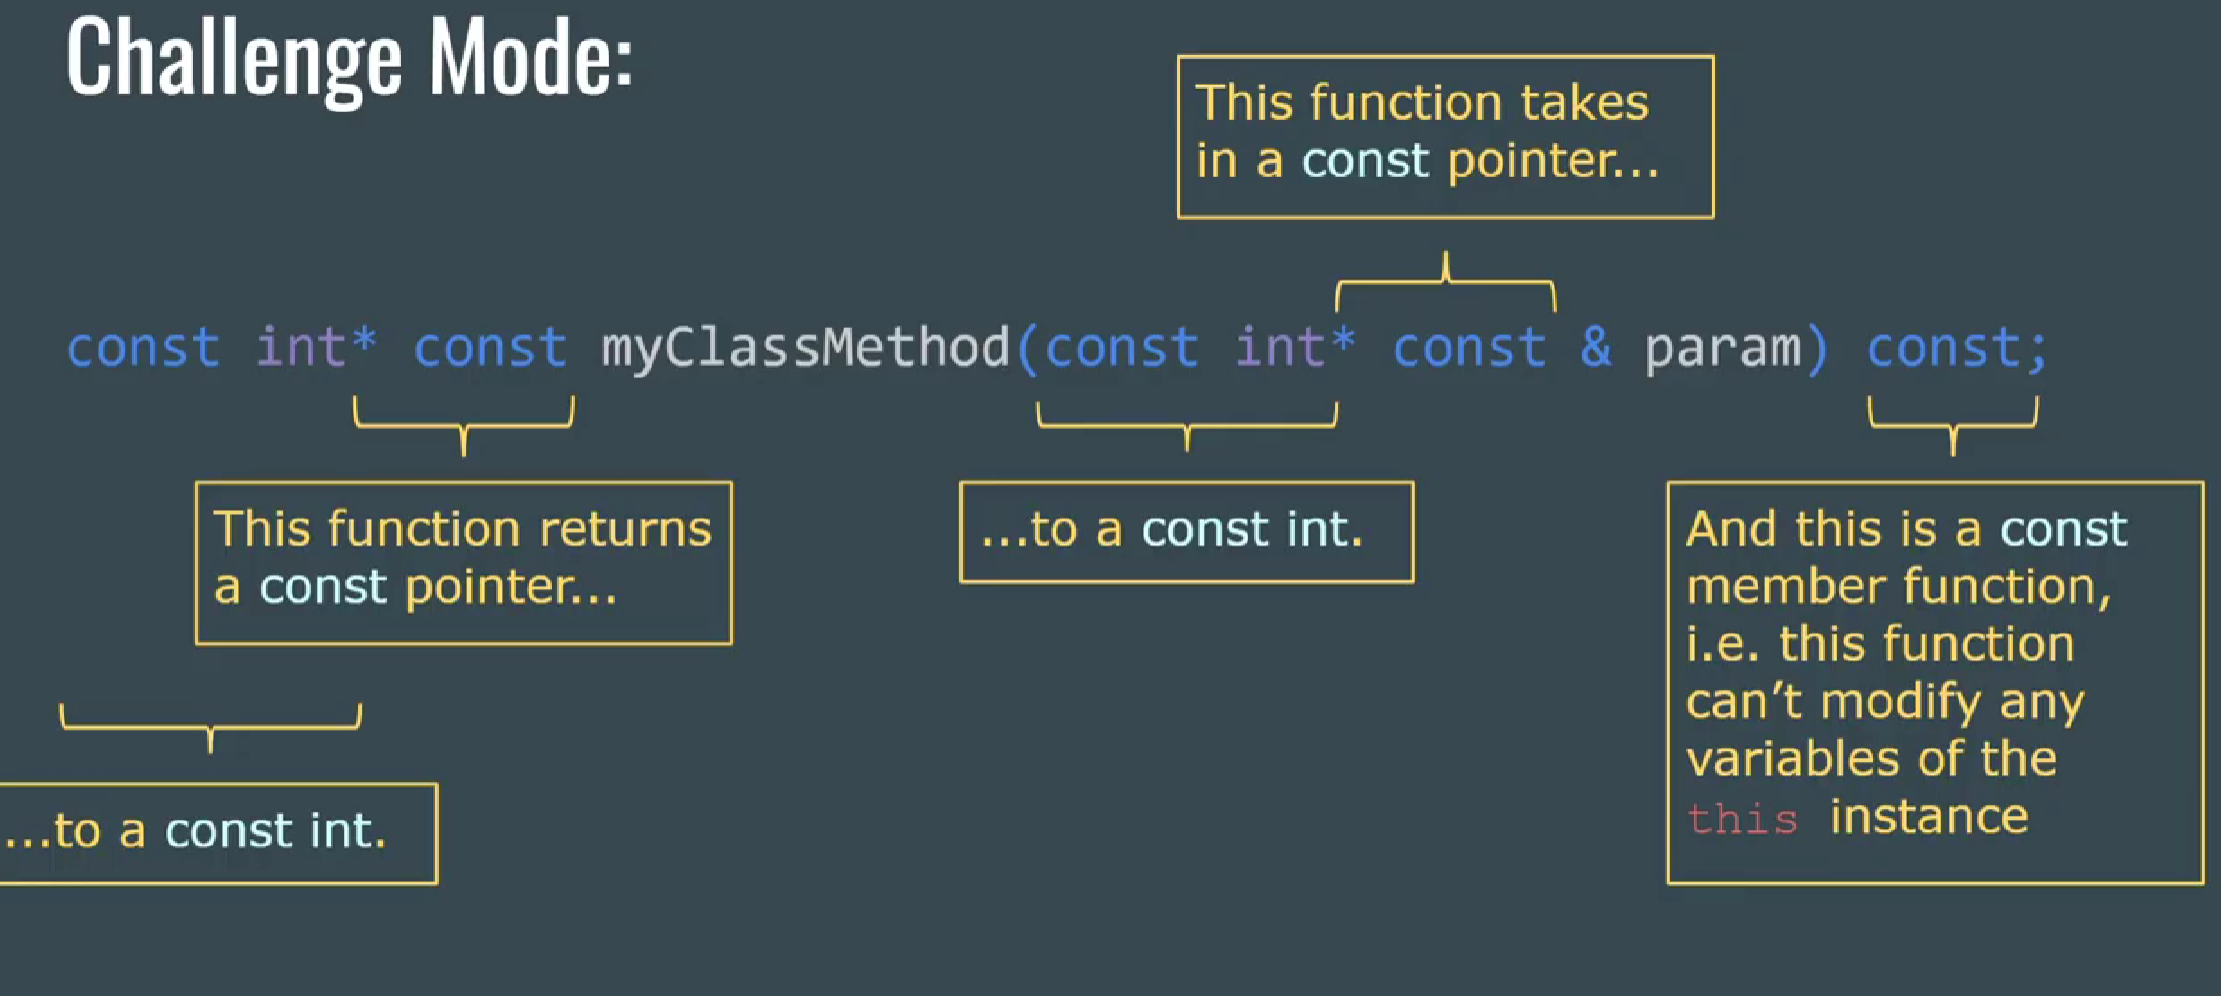 Challenge Mode:
This function takes
in a const pointer...
const int* const myClassMethod(const int* const & param) const;
This function returns
a const pointer...
...to a const int.
...to a const int.
And this is a const
member function,
i.e. this function
can't modify any
variables of the
this instance